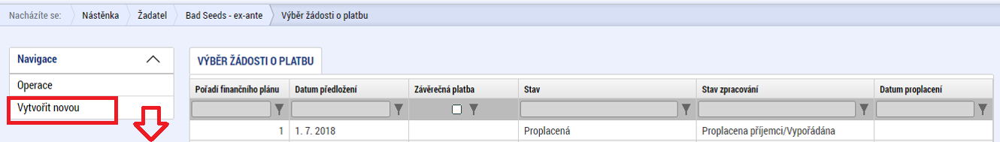 Nacházíte se: Nástěnka Žadatel Bad Seeds - ex-ante Výběr žádosti o platbu
Navigace
Operace
Vytvořit novou
VÝBĚR ŽÁDOSTI O PLATBU
Pořadí finančního plánu Datum předložení Závěrečná platba Stav Stav zpracování Datum proplacení
1 1. 7. 2018 Proplacená Proplacena příjemci/Vypořádána